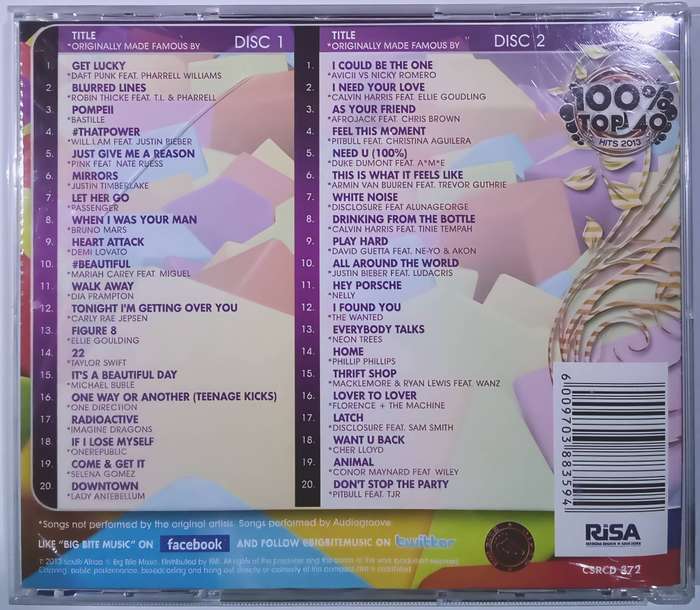 TITLE
*ORIGINALLY MADE FAMOUS BY
DISC 1
1. GET LUCKY
*DAFT PUNK FEAT. PHARRELL WILLIAMS
2. BLURRED LINES
*ROBIN THICKE FEAT. T.I. & PHARRELL
3. POMPEII
*BASTILLE
4. #THATPOWER
*WILL.I.AM FEAT. JUSTIN BIEBER
5. JUST GIVE ME A REASON
*PINK FEAT. NATE RUESS
6. MIRRORS
*JUSTIN TIMBERLAKE
7. LET HER GO
*PASSENGER
8. WHEN I WAS YOUR MAN
*BRUNO MARS
9. HEART ATTACK
*DEMI LOVATO
10. #BEAUTIFUL
*MARIAH CAREY FEAT. MIGUEL
11. WALK AWAY
*DIA FRAMPTON
12. TONIGHT I'M GETTING OVER YOU
*CARLY RAE JEPSEN
13. FIGURE 8
*ELLIE GOULDING
14. 22
*TAYLOR SWIFT
15. IT'S A BEAUTIFUL DAY
*MICHAEL BUBLE
16. ONE WAY OR ANOTHER (TEENAGE KICKS)
*ONE DIRECTION
17. RADIOACTIVE
*IMAGINE DRAGONS
18. IF I LOSE MYSELF
*ONEREPUBLIC
19. COME & GET IT
*SELENA GOMEZ
20. DOWNTOWN
*LADY ANTEBELLUM
TITLE
*ORIGINALLY MADE FAMOUS BY
DISC 2
1. I COULD BE THE ONE
*AVICII VS NICKY ROMERO
2. I NEED YOUR LOVE
*CALVIN HARRIS FEAT. ELLIE GOUDLING
3. AS YOUR FRIEND
*AFROJACK FEAT. CHRIS BROWN
4. FEEL THIS MOMENT
*PITBULL FEAT. CHRISTINA AGUILERA
5. NEED U (100%)
*DUKE DUMONT FEAT. A*M*E
6. THIS IS WHAT IT FEELS LIKE
*ARMIN VAN BUUREN FEAT. TREVOR GUTHRIE
7. WHITE NOISE
*DISCLOSURE FEAT ALUNAGEORGE
8. DRINKING FROM THE BOTTLE
*CALVIN HARRIS FEAT. TINIE TEMPAH
9. PLAY HARD
*DAVID GUETTA FEAT. NE-YO & AKON
10. ALL AROUND THE WORLD
*JUSTIN BIEBER FEAT. LUDACRIS
11. HEY PORSCHE
*NELLY
12. I FOUND YOU
*THE WANTED
13. EVERYBODY TALKS
*NEON TREES
14. HOME
*PHILLIP PHILLIPS
15. THRIFT SHOP
*MACKLEMORE & RYAN LEWIS FEAT. WANZ
16. LOVER TO LOVER
*FLORENCE + THE MACHINE
17. LATCH
*DISCLOSURE FEAT. SAM SMITH
18. WANT U BACK
*CHER LLOYD
19. ANIMAL
*CONOR MAYNARD FEAT. WILEY
20. DON'T STOP THE PARTY
*PITBULL FEAT. TJR
100%
TOP 40
HITS 2013
6009703883594
RiSA
CSRCD 872
*Songs not performed by the original artists. Songs performed by Audiogroove
LIKE "BIG BITE MUSIC" ON facebook AND FOLLOW @BIGBITEMUSIC ON twitter